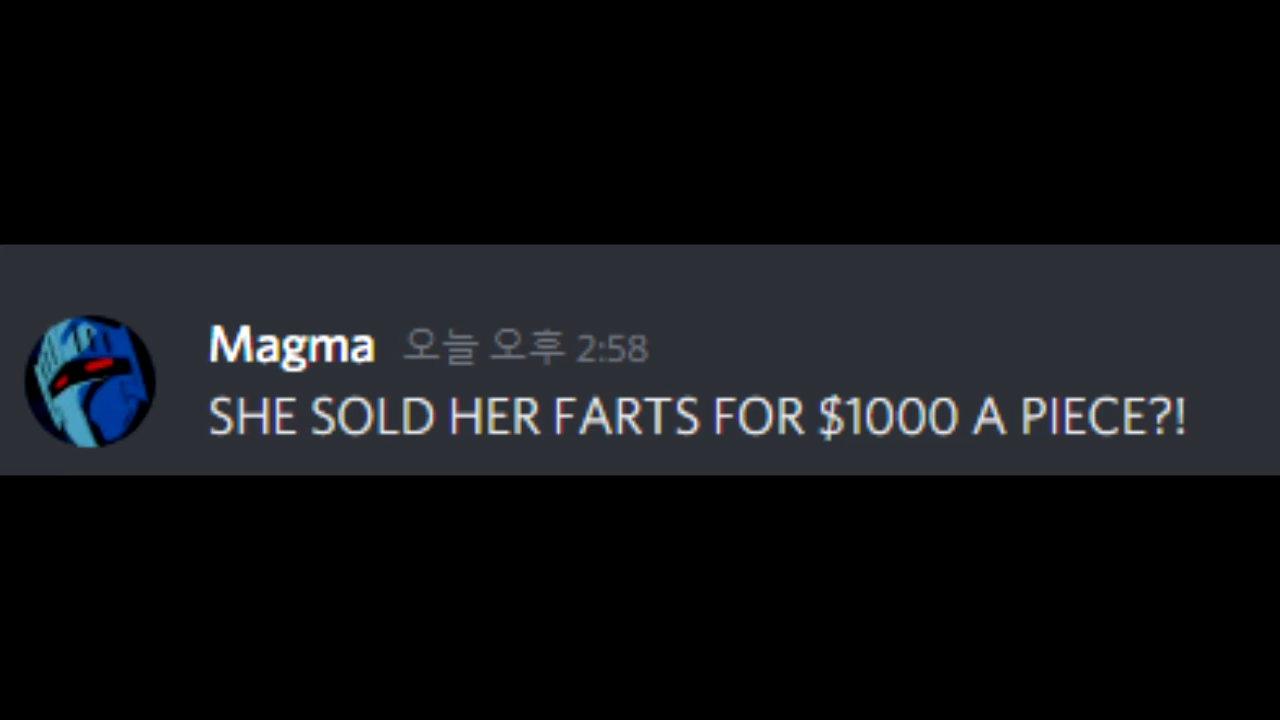 Magma 오늘 오후 2:58
SHE SOLD HER FARTS FOR $1000 A PIECE?!